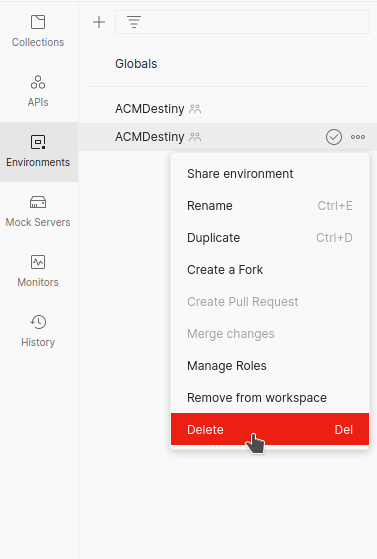 Collections
APIs
Environments
Mock Servers
Monitors
History
Globals
ACMDestiny
ACMDestiny
Share environment
Rename Ctrl+E
Duplicate Ctrl+D
Create a Fork
Create Pull Request
Merge changes
Manage Roles
Remove from workspace
Delete Del